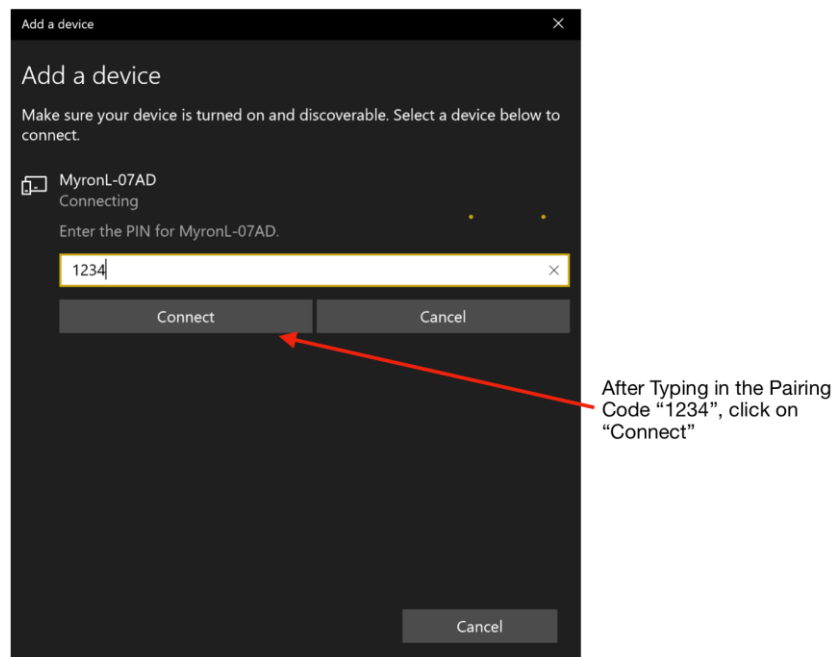 Add a device
Add a device
Make sure your device is turned on and discoverable. Select a device below to
connect.
MyronL-07AD
Connecting
Enter the PIN for MyronL-07AD.
1234
Connect
Cancel
After Typing in the Pairing
Code “1234”, click on
“Connect”
Cancel